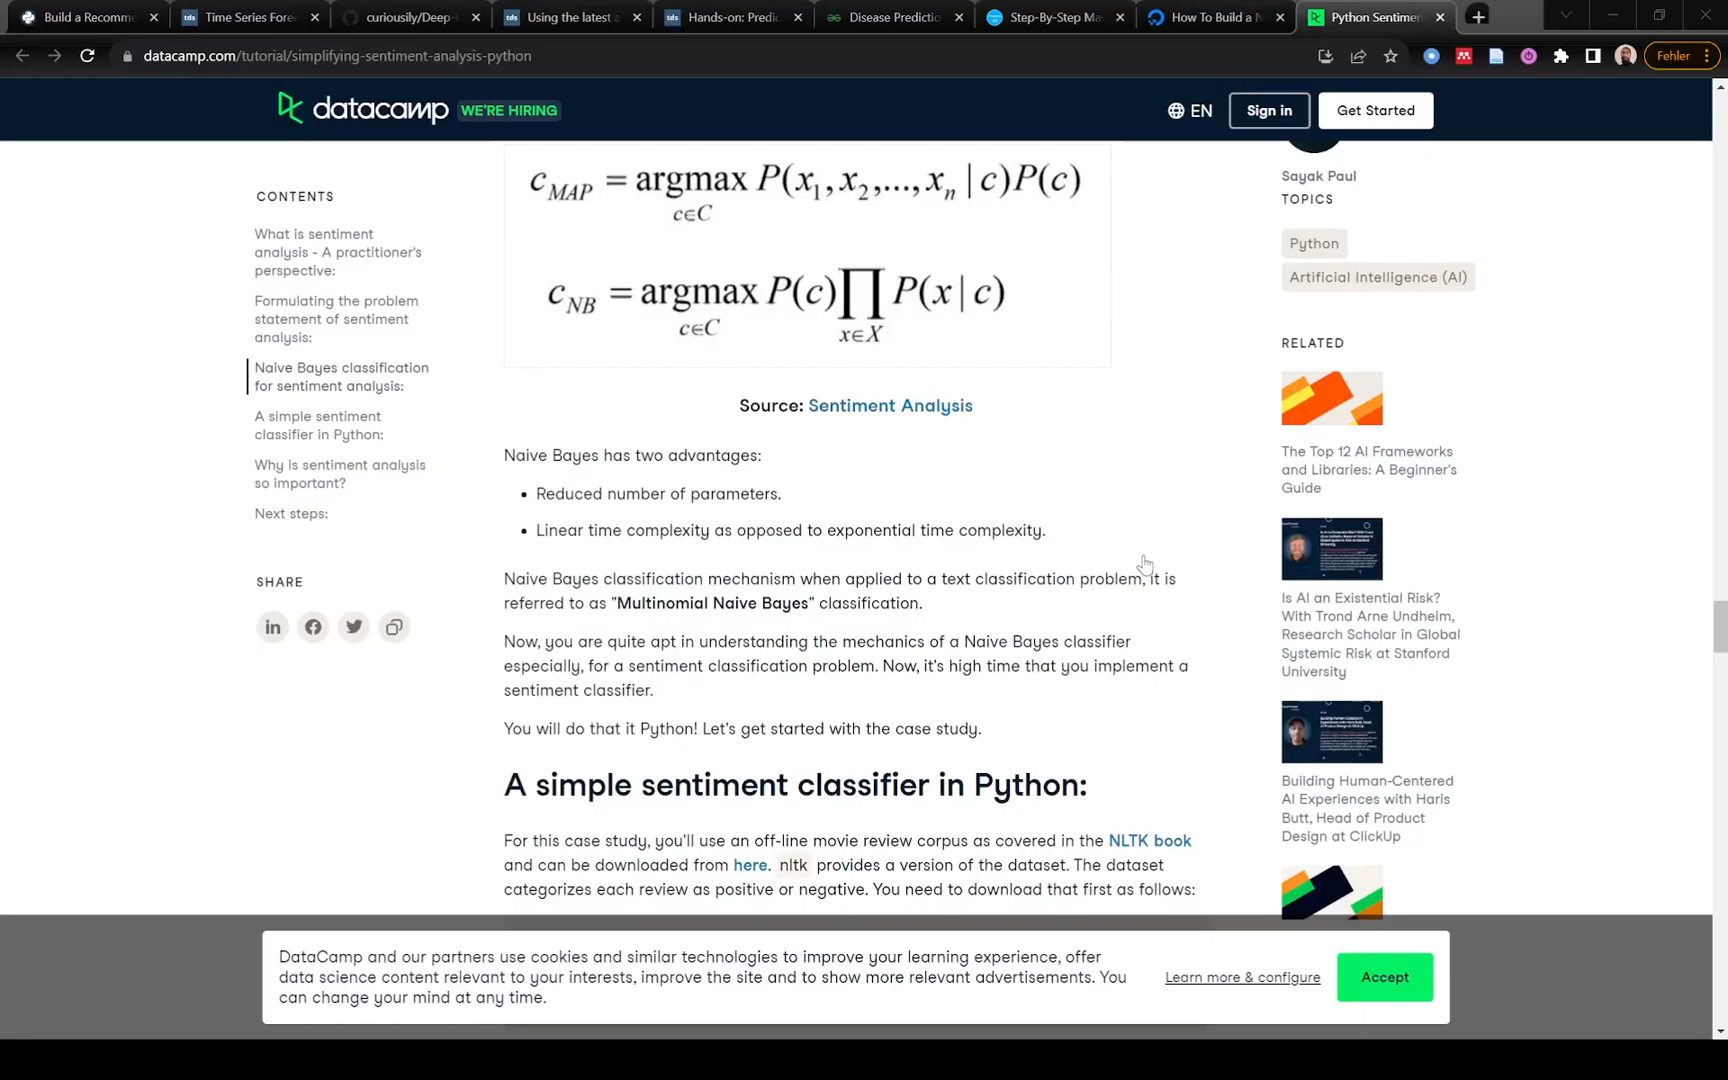 Build a Recomme
Time Series Fore
curiousily/Deep-
Using the latest a
Hands-on: Predic
Disease Predictio
Step-By-Step Ma
How To Build a N
Python Sentimen
datacamp.com/tutorial/simplifying-sentiment-analysis-python
Fehler
datacamp WE'RE HIRING
EN
Sign in
Get Started
CONTENTS
What is sentiment
analysis - A practitioner's
perspective:
Formulating the problem
statement of sentiment
analysis:
Naive Bayes classification
for sentiment analysis:
A simple sentiment
classifier in Python:
Why is sentiment analysis
so important?
Next steps:
SHARE
c_MAP = argmax P(x₁, x₂,..., xₙ | c)P(c)
c∈C
c_NB = argmax P(c)∏ P(x | c)
c∈C x∈X
Source: Sentiment Analysis
Naive Bayes has two advantages:
• Reduced number of parameters.
• Linear time complexity as opposed to exponential time complexity.
Naive Bayes classification mechanism when applied to a text classification problem, it is
referred to as "Multinomial Naive Bayes" classification.
Now, you are quite apt in understanding the mechanics of a Naive Bayes classifier
especially, for a sentiment classification problem. Now, it's high time that you implement a
sentiment classifier.
You will do that it Python! Let's get started with the case study.
A simple sentiment classifier in Python:
For this case study, you'll use an off-line movie review corpus as covered in the NLTK book
and can be downloaded from here. nltk provides a version of the dataset. The dataset
categorizes each review as positive or negative. You need to download that first as follows:
Sayak Paul
TOPICS
Python
Artificial Intelligence (AI)
RELATED
The Top 12 AI Frameworks
and Libraries: A Beginner's
Guide
Is AI an Existential Risk?
With Trond Arne Undheim,
Research Scholar in Global
Systemic Risk at Stanford
University
Building Human-Centered
AI Experiences with Haris
Butt, Head of Product
Design at ClickUp
DataCamp and our partners use cookies and similar technologies to improve your learning experience, offer
data science content relevant to your interests, improve the site and to show more relevant advertisements. You
can change your mind at any time.
Learn more & configure
Accept